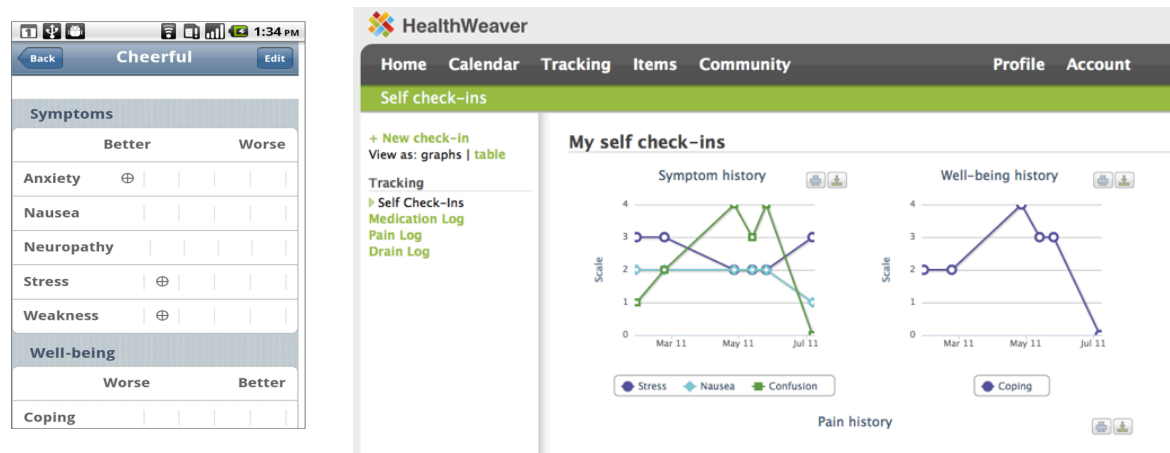 1:34 PM
Back Cheerful Edit
Symptoms
Better Worse
Anxiety
Nausea
Neuropathy
Stress
Weakness
Well-being
Worse Better
Coping
HealthWeaver
Home Calendar Tracking Items Community Profile Account
Self check-ins
+ New check-in
View as: graphs | table
Tracking
Self Check-Ins
Medication Log
Pain Log
Drain Log
My self check-ins
Symptom history
4
3
2
1
0
Scale
Mar 11 May 11 Jul 11
Stress Nausea Confusion
Well-being history
4
3
2
1
0
Scale
Mar 11 May 11 Jul 11
Coping
Pain history